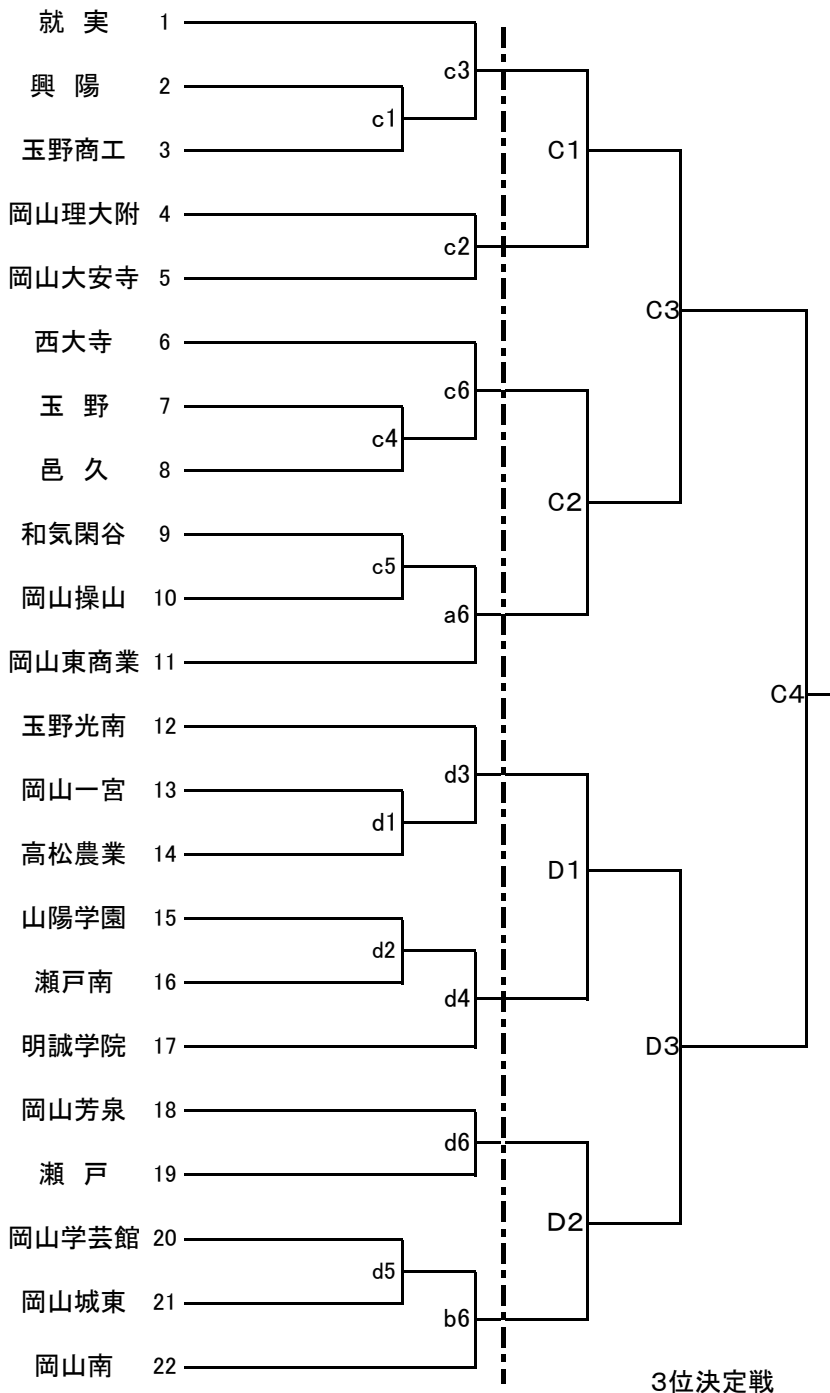 就 実 1
c3
興 陽 2
c1
玉野商工 3
C1
岡山理大附 4
c2
岡山大安寺 5
C3
西大寺 6
c6
玉 野 7
c4
邑 久 8
C2
和気閑谷 9
c5
岡山操山 10
a6
岡山東商業 11
C4
玉野光南 12
d3
岡山一宮 13
d1
高松農業 14
D1
山陽学園 15
d2
瀬戸南 16
d4
明誠学院 17
D3
岡山芳泉 18
d6
瀬 戸 19
D2
岡山学芸館 20
d5
岡山城東 21
b6
岡山南 22
3位決定戦